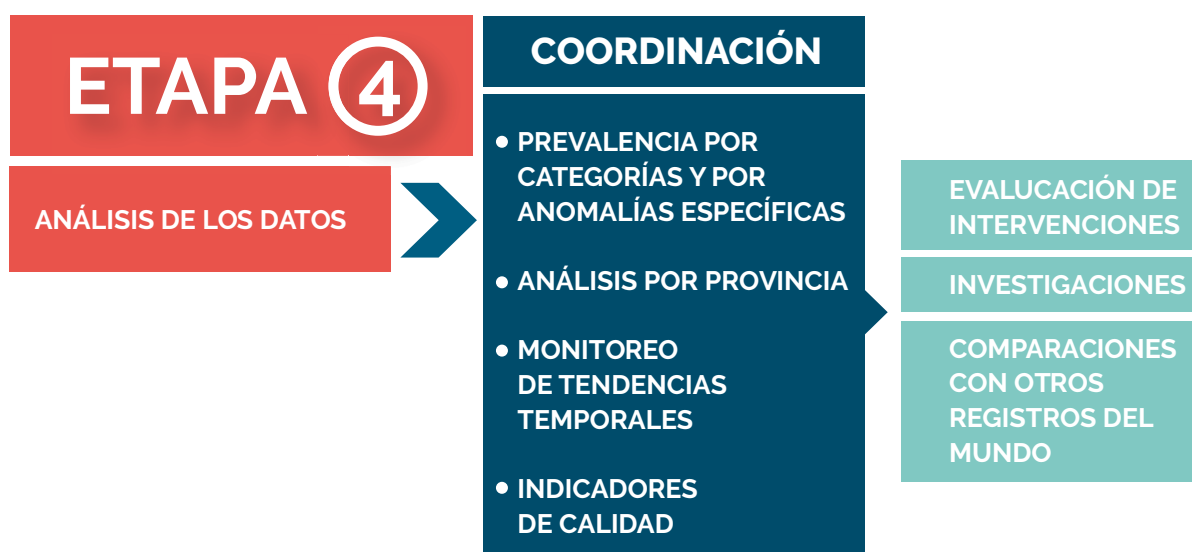 ETAPA 4
ANÁLISIS DE LOS DATOS
COORDINACIÓN
• PREVALENCIA POR
CATEGORÍAS Y POR
ANOMALÍAS ESPECÍFICAS
• ANÁLISIS POR PROVINCIA
• MONITOREO
DE TENDENCIAS
TEMPORALES
• INDICADORES
DE CALIDAD
EVALUCACIÓN DE
INTERVENCIONES
INVESTIGACIONES
COMPARACIONES
CON OTROS
REGISTROS DEL
MUNDO